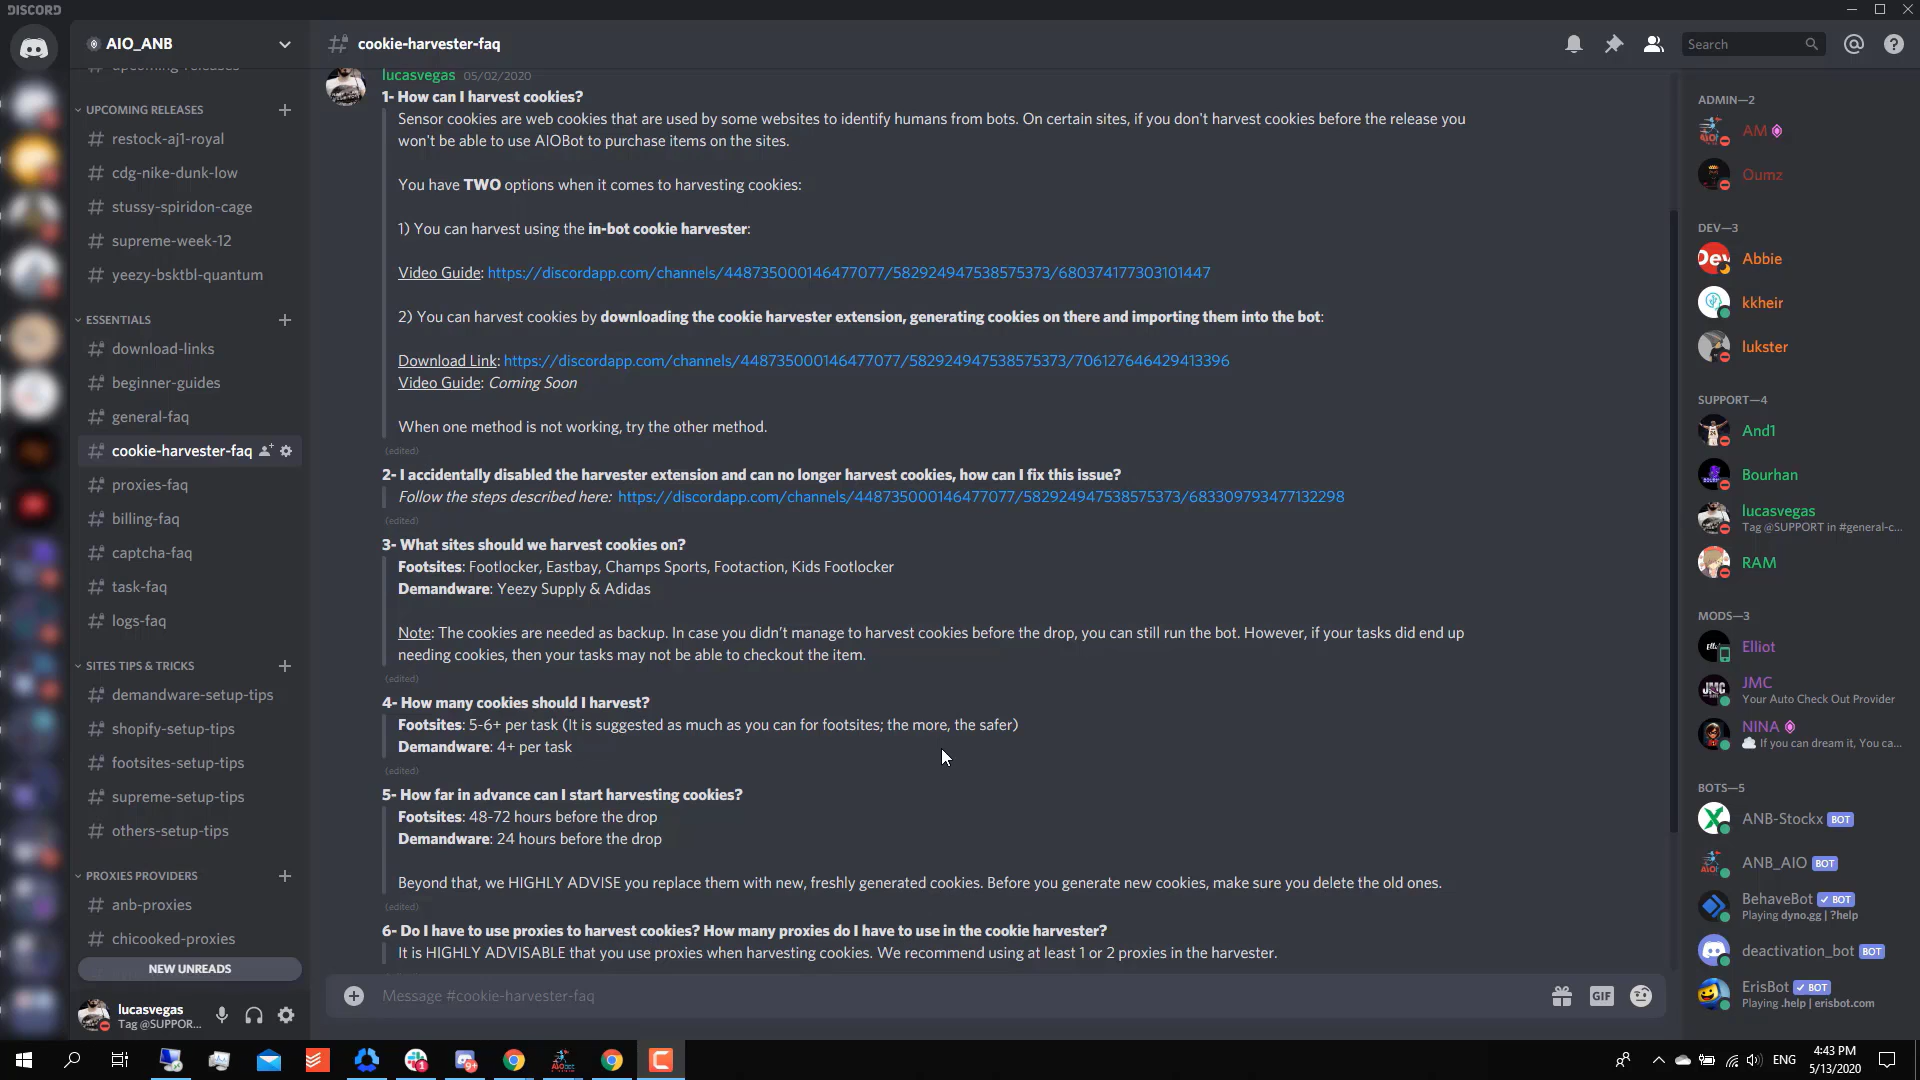 DISCORD
AIO_ANB
cookie-harvester-faq
Search
UPCOMING RELEASES
# restock-aj1-royal
# cdg-nike-dunk-low
# stussy-spiridon-cage
# supreme-week-12
# yeezy-bsktbl-quantum
ESSENTIALS
download-links
beginner-guides
general-faq
cookie-harvester-faq
proxies-faq
billing-faq
captcha-faq
task-faq
logs-faq
SITES TIPS & TRICKS
demandware-setup-tips
shopify-setup-tips
footsites-setup-tips
supreme-setup-tips
others-setup-tips
PROXIES PROVIDERS
# anb-proxies
# chicooked-proxies
NEW UNREADS
lucasvegas
Tag @SUPPOR...
lucasvegas 05/02/2020
1- How can I harvest cookies?
Sensor cookies are web cookies that are used by some websites to identify humans from bots. On certain sites, if you don't harvest cookies before the release you
won't be able to use AIOBot to purchase items on the sites.
You have TWO options when it comes to harvesting cookies:
1) You can harvest using the in-bot cookie harvester:
Video Guide: https://discordapp.com/channels/448735000146477077/582924947538575373/680374177303101447
2) You can harvest cookies by downloading the cookie harvester extension, generating cookies on there and importing them into the bot:
Download Link: https://discordapp.com/channels/448735000146477077/582924947538575373/706127646429413396
Video Guide: Coming Soon
When one method is not working, try the other method.
(edited)
2- I accidentally disabled the harvester extension and can no longer harvest cookies, how can I fix this issue?
Follow the steps described here: https://discordapp.com/channels/448735000146477077/582924947538575373/683309793477132298
(edited)
3- What sites should we harvest cookies on?
Footsites: Footlocker, Eastbay, Champs Sports, Footaction, Kids Footlocker
Demandware: Yeezy Supply & Adidas
Note: The cookies are needed as backup. In case you didn't manage to harvest cookies before the drop, you can still run the bot. However, if your tasks did end up
needing cookies, then your tasks may not be able to checkout the item.
(edited)
4- How many cookies should I harvest?
Footsites: 5-6+ per task (It is suggested as much as you can for footsites; the more, the safer)
Demandware: 4+ per task
(edited)
5- How far in advance can I start harvesting cookies?
Footsites: 48-72 hours before the drop
Demandware: 24 hours before the drop
Beyond that, we HIGHLY ADVISE you replace them with new, freshly generated cookies. Before you generate new cookies, make sure you delete the old ones.
(edited)
6- Do I have to use proxies to harvest cookies? How many proxies do I have to use in the cookie harvester?
It is HIGHLY ADVISABLE that you use proxies when harvesting cookies. We recommend using at least 1 or 2 proxies in the harvester.
Message #cookie-harvester-faq
GIF
ADMIN—2
AM
Oumz
DEV—3
Abbie
kkheir
lukster
SUPPORT—4
And1
Bourhan
lucasvegas
Tag @SUPPORT in #general-c...
RAM
MODS—3
Elliot
JMC
Your Auto Check Out Provider
NINA
If you can dream it, You ca...
BOTS—5
ANB-Stockx BOT
ANB_AIO BOT
BehaveBot BOT
Playing dyno.gg | ?help
deactivation_bot BOT
ErisBot BOT
Playing .help | erisbot.com
ENG
4:43 PM
5/13/2020